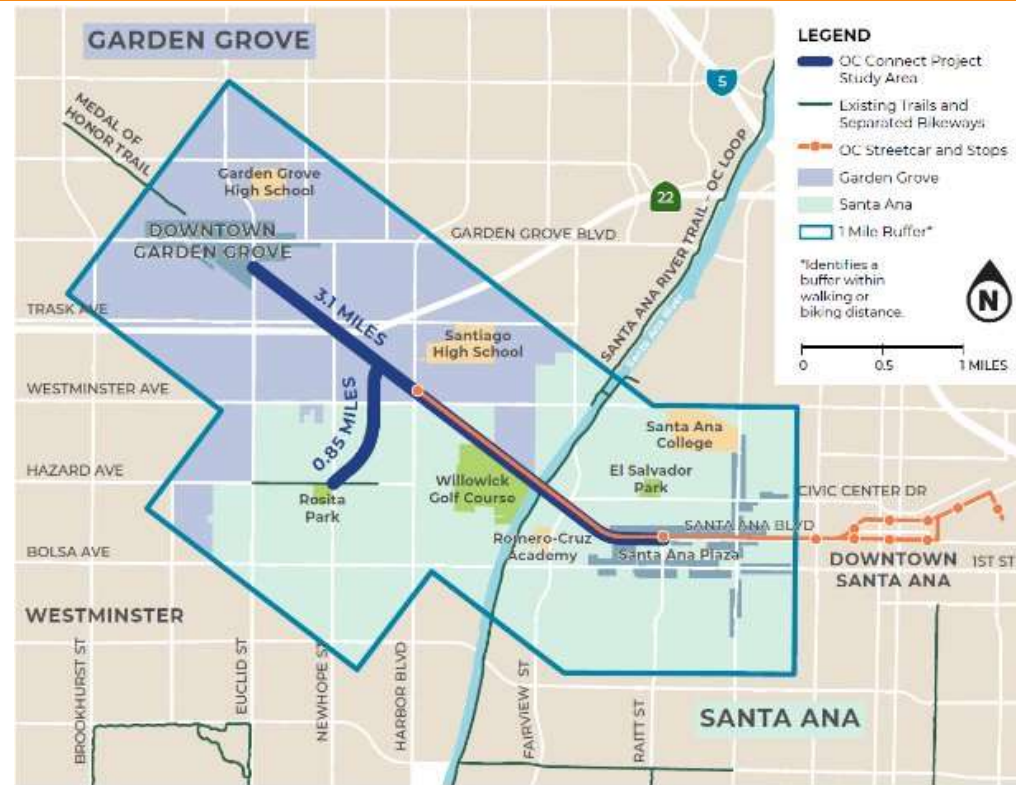 GARDEN GROVE
MEDAL OF
HONOR TRAIL
Garden Grove
High School
DOWNTOWN
GARDEN GROVE
GARDEN GROVE BLVD
5
22
SANTA ANA RIVER TRAIL - OC LOOP
Santa Ana River
3.1 MILES
TRASK AVE
Santiago
High School
WESTMINSTER AVE
0.85 MILES
Santa Ana
College
HAZARD AVE
Rosita
Park
Willowick
Golf Course
El Salvador
Park
CIVIC CENTER DR
SANTA ANA BLVD
Romero-Cruz
Academy
Santa Ana Plaza
BOLSA AVE
DOWNTOWN
SANTA ANA
1ST ST
WESTMINSTER
BROOKHURST ST
EUCLID ST
NEWHOPE ST
HARBOR BLVD
FAIRVIEW ST
RAITT ST
SANTA ANA
LEGEND
OC Connect Project
Study Area
Existing Trails and
Separated Bikeways
OC Streetcar and Stops
Garden Grove
Santa Ana
1 Mile Buffer*
*Identifies a
buffer within
walking or
biking distance.
N
0 0.5 1 MILES